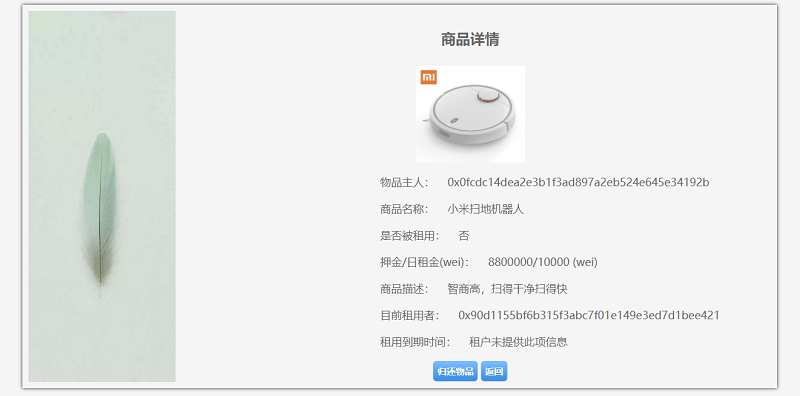 商品详情
mi
物品主人： 0x0fcdc14dea2e3b1f3ad897a2eb524e645e34192b
商品名称： 小米扫地机器人
是否被租用： 否
押金/日租金(wei)： 8800000/10000 (wei)
商品描述： 智商高，扫得干净扫得快
目前租用者： 0x90d1155bf6b315f3abc7f01e149e3ed7d1bee421
租用到期时间： 租户未提供此项信息
归还物品 返回